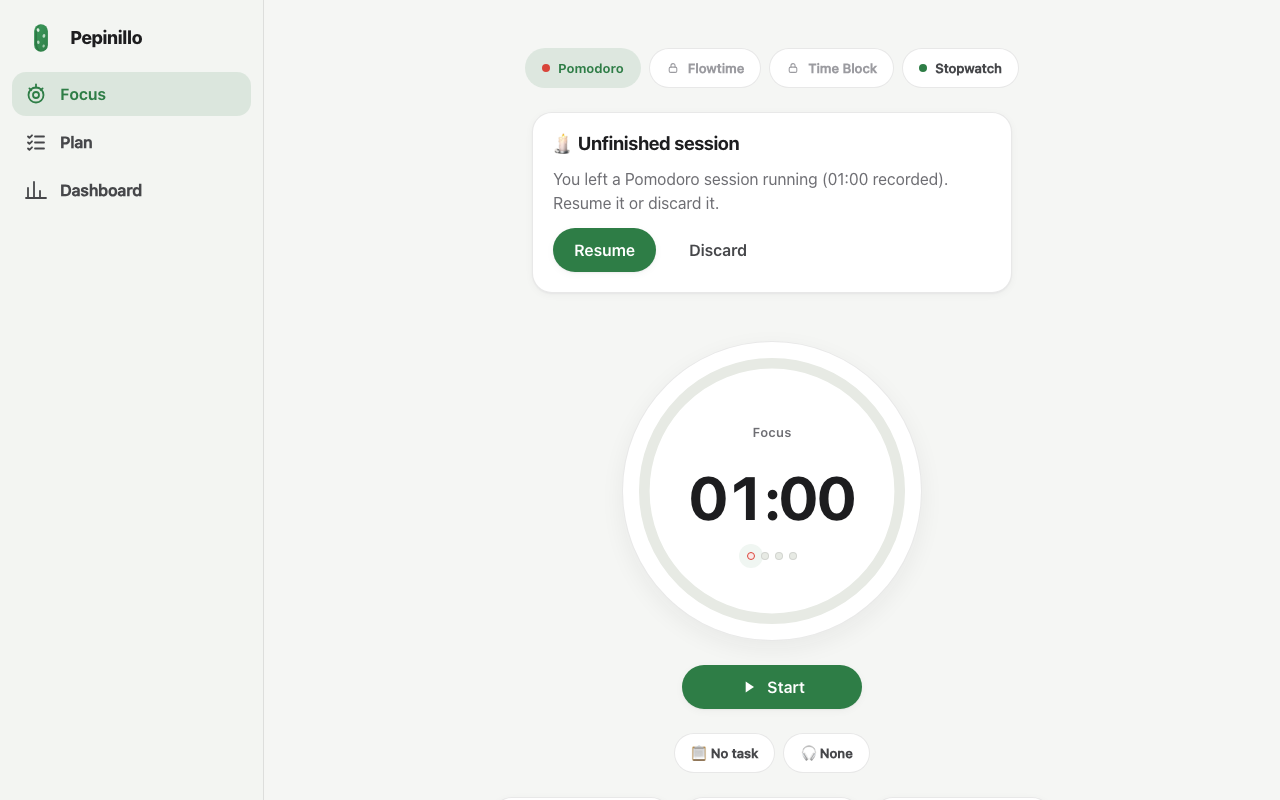 Pepinillo
Focus
Plan
Dashboard
Pomodoro
Flowtime
Time Block
Stopwatch
Unfinished session
You left a Pomodoro session running (01:00 recorded).
Resume it or discard it.
Resume
Discard
Focus
01:00
Start
No task
None